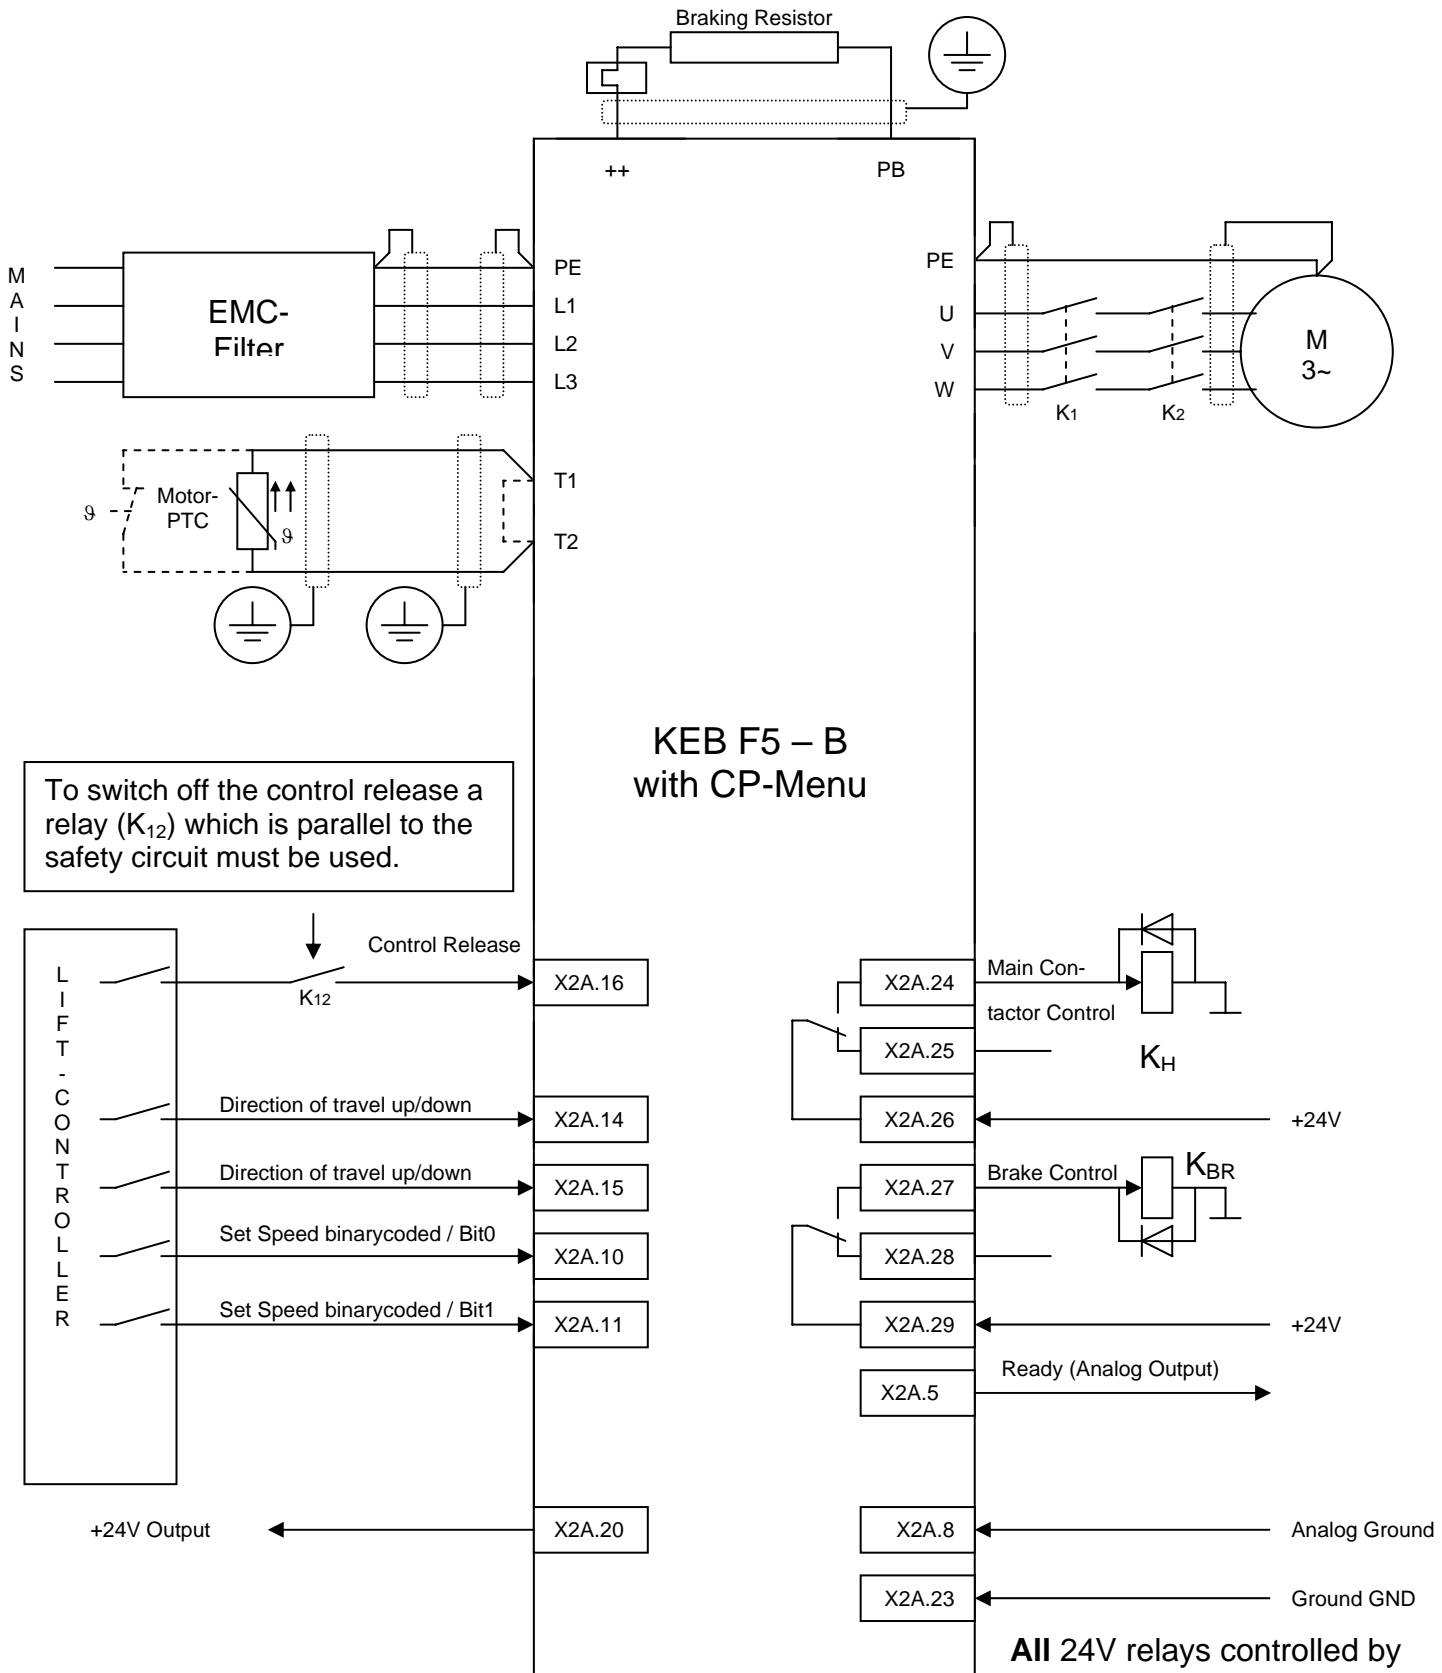 Braking Resistor
++
PB
MAINS
EMC-
Filter
PE
L1
L2
L3
PE
U
V
W
K1
K2
M
3~
ϑ
Motor-
PTC
ϑ
T1
T2
KEB F5 – B
with CP-Menu
To switch off the control release a
relay (K12) which is parallel to the
safety circuit must be used.
LIFT-CONTROLLER
Control Release
K12
X2A.16
Direction of travel up/down
X2A.14
Direction of travel up/down
X2A.15
Set Speed binarycoded / Bit0
X2A.10
Set Speed binarycoded / Bit1
X2A.11
+24V Output
X2A.20
X2A.24
Main Con-
tactor Control
X2A.25
KH
X2A.26
+24V
X2A.27
Brake Control
KBR
X2A.28
X2A.29
+24V
X2A.5
Ready (Analog Output)
X2A.8
Analog Ground
X2A.23
Ground GND
All 24V relays controlled by